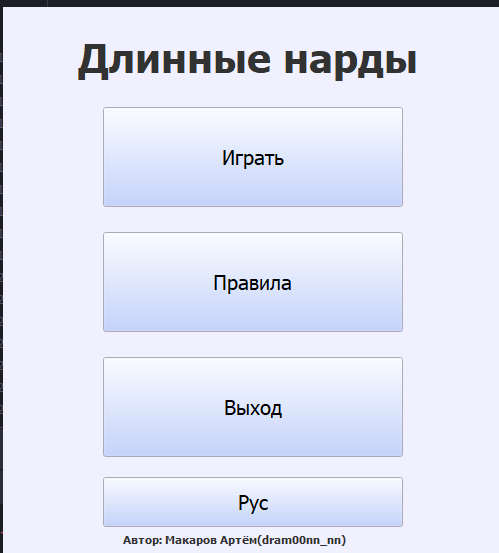 Длинные нарды
Играть
Правила
Выход
Рус
Автор: Макаров Артём(dram00nn_nn)